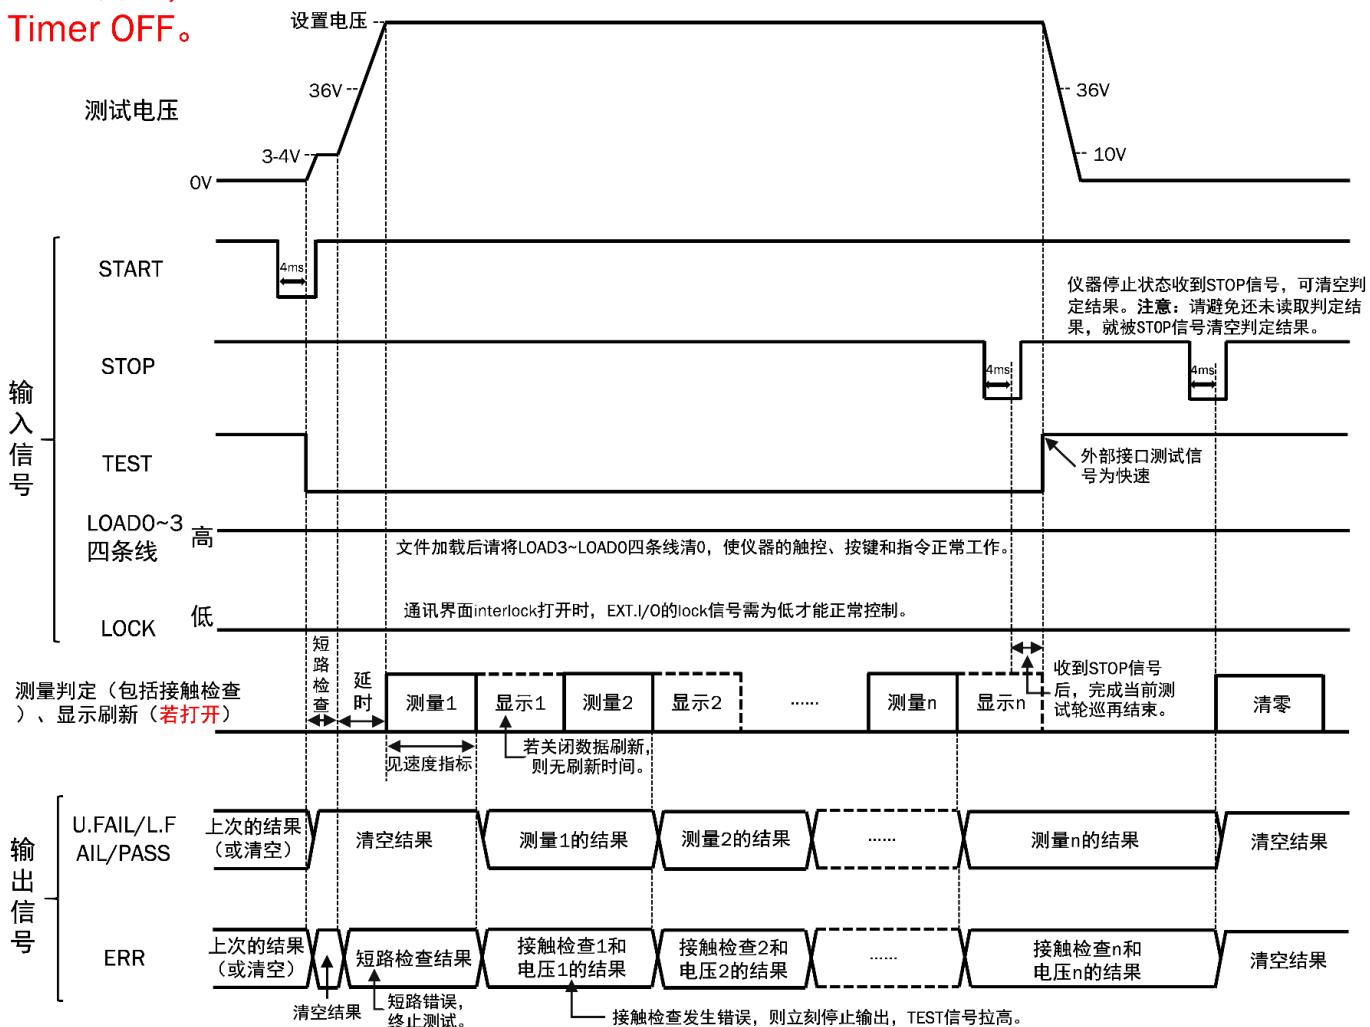 Timer OFF。
设置电压
36V
测试电压
3-4V
0V
36V
10V
输入信号
START
4ms
仪器停止状态收到STOP信号，可清空判
定结果。注意：请避免还未读取判定结
果，就被STOP信号清空判定结果。
STOP
4ms
4ms
TEST
外部接口测试信
号为快速
LOAD0~3
四条线
高
文件加载后请将LOAD3~LOAD0四条线清0，使仪器的触控、按键和指令正常工作。
LOCK
低
通讯界面interlock打开时，EXT.I/O的lock信号需为低才能正常控制。
测量判定（包括接触检查
）、显示刷新（若打开）
短路检查
延时
测量1
显示1
测量2
显示2
……
测量n
显示n
收到STOP信号
后，完成当前测
试轮巡再结束。
清零
见速度指标
若关闭数据刷新，
则无刷新时间。
输出信号
U.FAIL/L.F
AIL/PASS
上次的结果
（或清空）
清空结果
测量1的结果
测量2的结果
……
测量n的结果
清空结果
ERR
上次的结果
（或清空）
清空结果
短路检查结果
接触检查1和
电压1的结果
接触检查2和
电压2的结果
……
接触检查n和
电压n的结果
清空结果
短路错误，
终止测试。
接触检查发生错误，则立刻停止输出，TEST信号拉高。